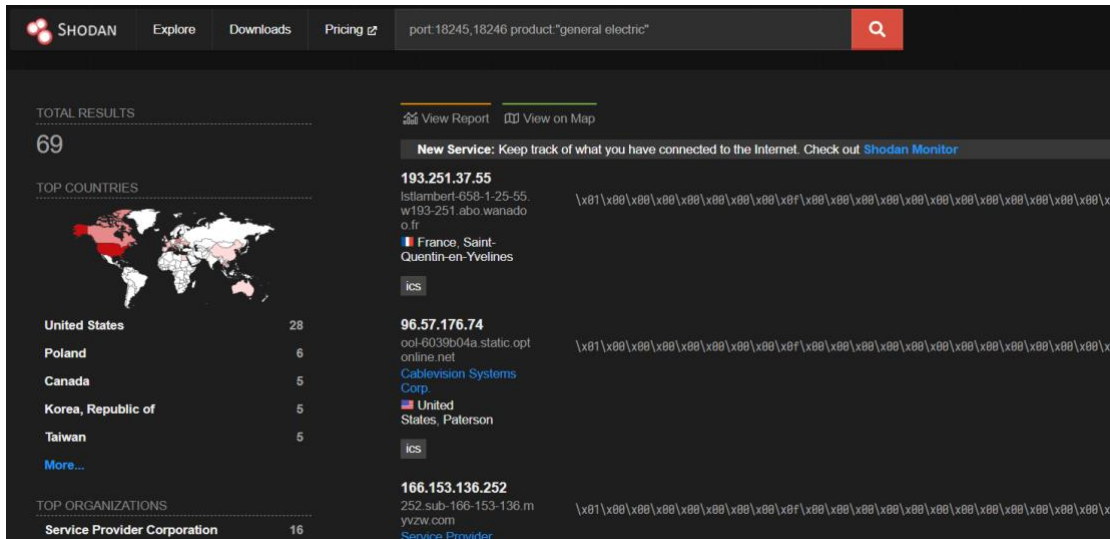 SHODAN Explore Downloads Pricing port:18245,18246 product:"general electric"
TOTAL RESULTS
69
TOP COUNTRIES
United States 28
Poland 6
Canada 5
Korea, Republic of 5
Taiwan 5
More...
TOP ORGANIZATIONS
Service Provider Corporation 16
View Report View on Map
New Service: Keep track of what you have connected to the Internet. Check out Shodan Monitor
193.251.37.55
lstlambert-658-1-25-55.
w193-251.abo.wanado
o.fr
France, Saint-
Quentin-en-Yvelines
ics
\x01\x00\x00\x00\x00\x00\x00\x00\x0f\x00\x00\x00\x00\x00\x00\x00\x00\x
96.57.176.74
ool-6039b04a.static.opt
online.net
Cablevision Systems
Corp.
United
States, Paterson
ics
\x01\x00\x00\x00\x00\x00\x00\x00\x0f\x00\x00\x00\x00\x00\x00\x00\x00\x
166.153.136.252
252.sub-166-153-136.m
yvzw.com
Service Provider
\x01\x00\x00\x00\x00\x00\x00\x00\x0f\x00\x00\x00\x00\x00\x00\x00\x00\x